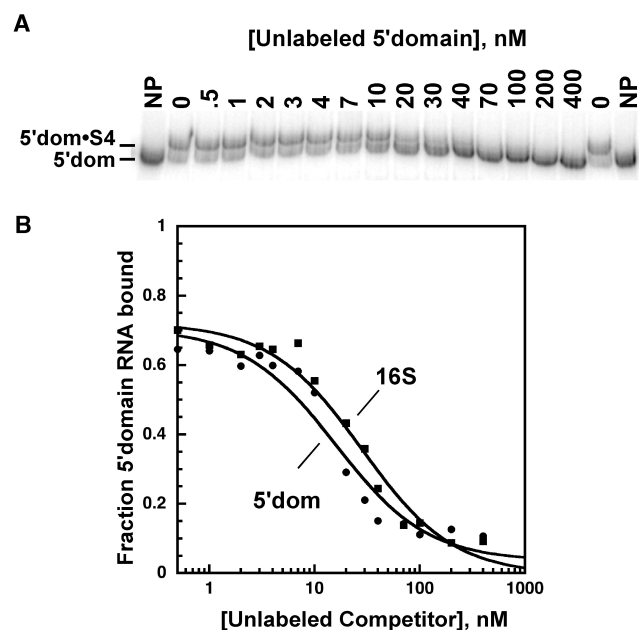 A
[Unlabeled 5'domain], nM
NP 0 .5 1 2 3 4 7 10 20 30 40 70 100 200 400 0 NP
5'dom•S4
5'dom
B
Fraction 5'domain RNA bound
1
0.8
0.6
0.4
0.2
0
16S
5'dom
1 10 100 1000
[Unlabeled Competitor], nM